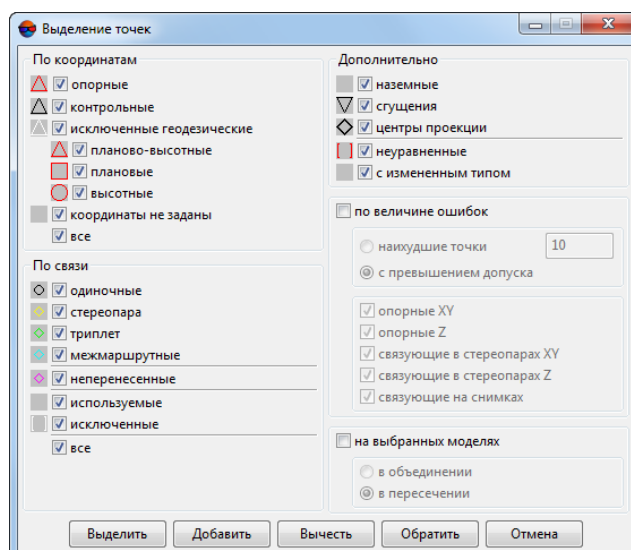 Выделение точек
По координатам
опорные
контрольные
исключенные геодезические
планово-высотные
плановые
высотные
координаты не заданы
все
По связи
одиночные
стереопара
триплет
межмаршрутные
неперенесенные
используемые
исключенные
все
Дополнительно
наземные
сгущения
центры проекции
неуравненные
с измененным типом
по величине ошибок
наихудшие точки 10
с превышением допуска
опорные XY
опорные Z
связующие в стереопарах XY
связующие в стереопарах Z
связующие на снимках
на выбранных моделях
в объединении
в пересечении
Выделить Добавить Вычесть Обратить Отмена